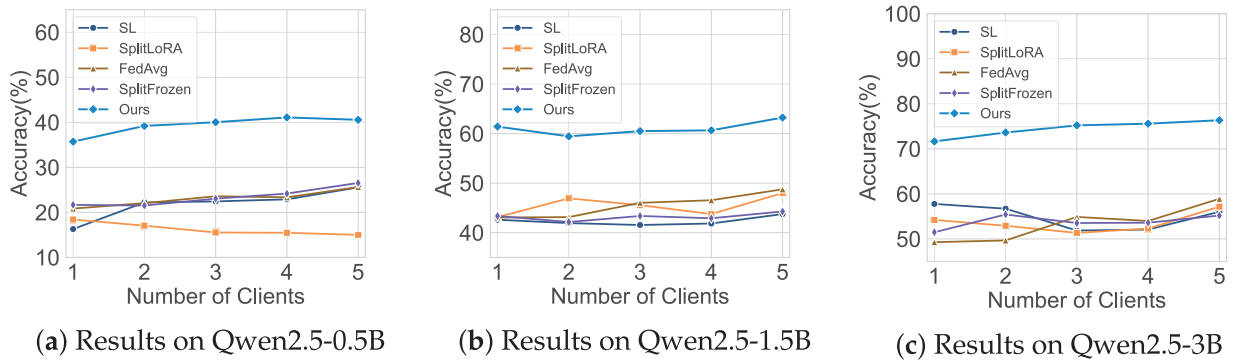 Accuracy(%)
60
50
40
30
20
10
SL
SplitLoRA
FedAvg
SplitFrozen
Ours
1 2 3 4 5
Number of Clients
(a) Results on Qwen2.5-0.5B
Accuracy(%)
80
70
60
50
40
SL
SplitLoRA
FedAvg
SplitFrozen
Ours
1 2 3 4 5
Number of Clients
(b) Results on Qwen2.5-1.5B
Accuracy(%)
100
90
80
70
60
50
SL
SplitLoRA
FedAvg
SplitFrozen
Ours
1 2 3 4 5
Number of Clients
(c) Results on Qwen2.5-3B